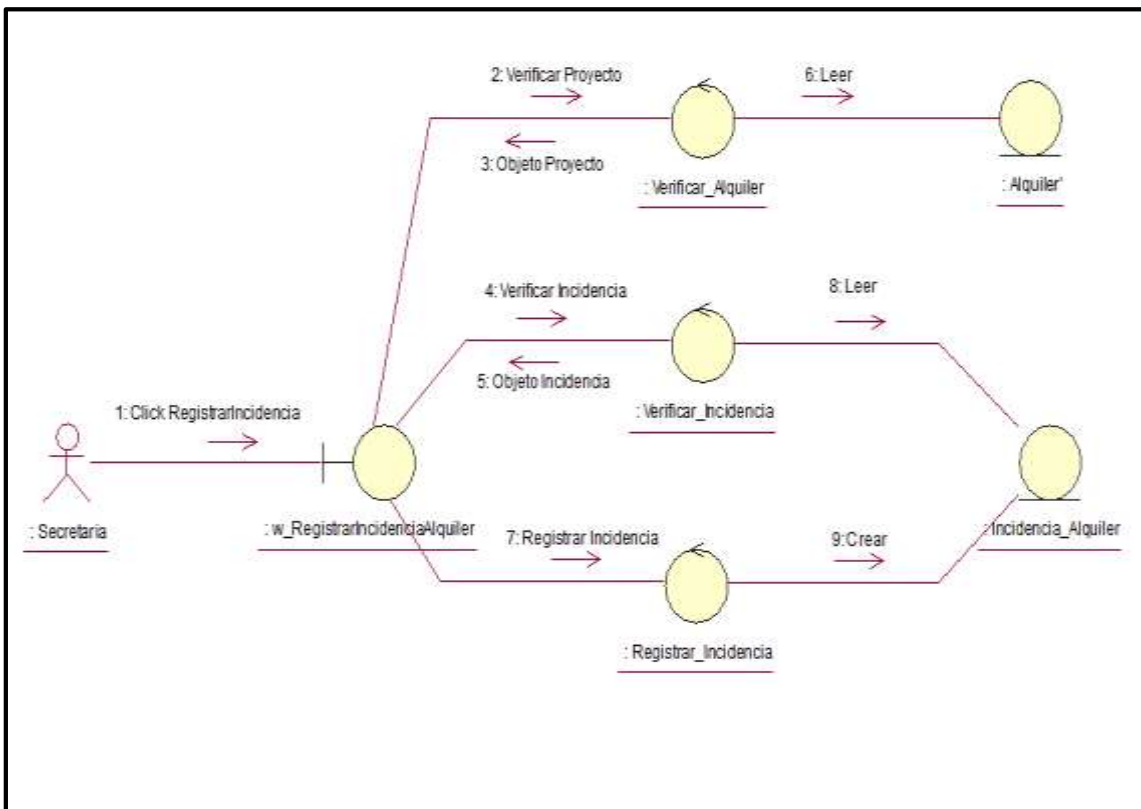 2: Verificar Proyecto
6: Leer
3: Objeto Proyecto
: Verificar_Alquiler
: Alquiler'
4: Verificar Incidencia
8: Leer
5: Objeto Incidencia
: Verificar_Incidencia
1: Click RegistrarIncidencia
: Secretaria
: w_RegistrarIncidenciaAlquiler
7: Registrar Incidencia
9: Crear
: Incidencia_Alquiler
: Registrar_Incidencia